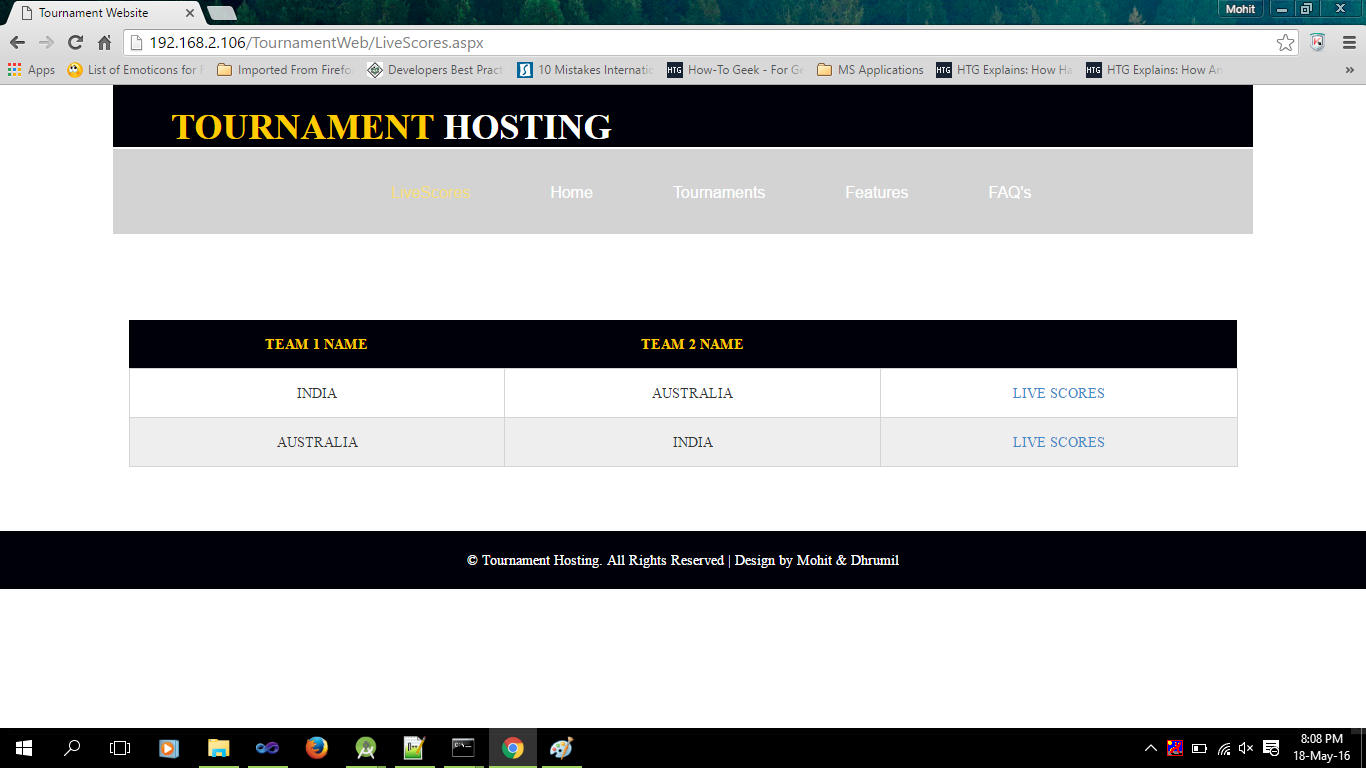 Tournament Website
Mohit
192.168.2.106/TournamentWeb/LiveScores.aspx
Apps List of Emoticons for Imported From Firefo Developers Best Pract 10 Mistakes Internatio HTG How-To Geek - For Ge MS Applications HTG HTG Explains: How Ha HTG HTG Explains: How An
TOURNAMENT HOSTING
LiveScores Home Tournaments Features FAQ's
TEAM 1 NAME TEAM 2 NAME
INDIA AUSTRALIA LIVE SCORES
AUSTRALIA INDIA LIVE SCORES
© Tournament Hosting. All Rights Reserved | Design by Mohit & Dhrumil
8:08 PM
18-May-16